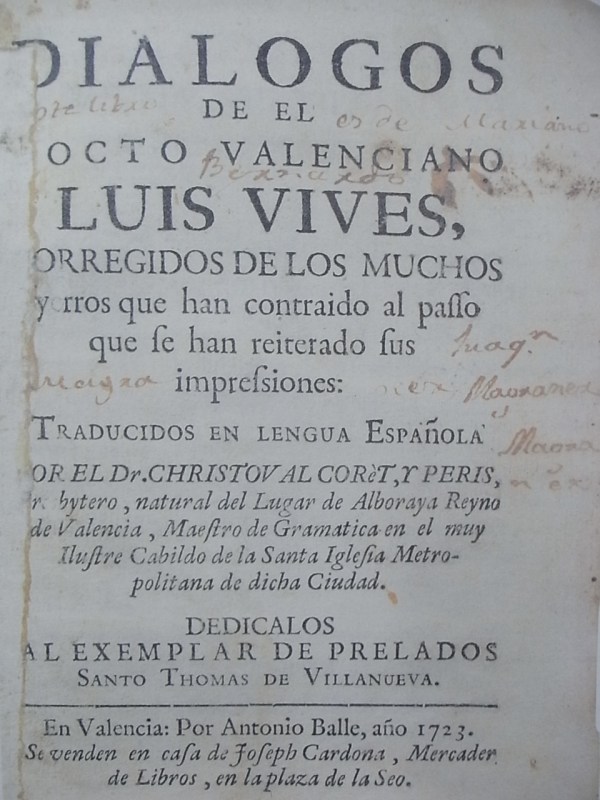 DIALOGOS
DE EL
OCTO VALENCIANO
LUIS VIVES,
ORREGIDOS DE LOS MUCHOS
yerros que han contraido al paſſo
que ſe han reiterado ſus
impreſsiones:
TRADUCIDOS EN LENGUA ESPAÑOLA
OR EL Dr. CHRISTOVAL CORèT, Y PERIS,
bytero, natural del Lugar de Alboraya Reyno
de Valencia, Maeſtro de Gramatica en el muy
Iluſtre Cabildo de la Santa Igleſia Metro-
politana de dicha Ciudad.
DEDICALOS
AL EXEMPLAR DE PRELADOS
SANTO THOMAS DE VILLANUEVA.
En Valencia: Por Antonio Balle, año 1723.
Se venden en caſa de Joſeph Cardona, Mercader
de Libros, en la plaza de la Seo.